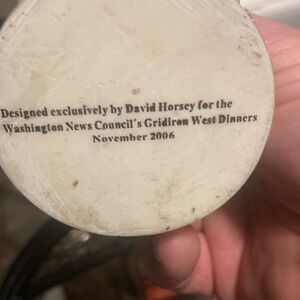 Designed exclusively by David Horsey for the
Washington News Council's Gridiron West Dinners
November 2006